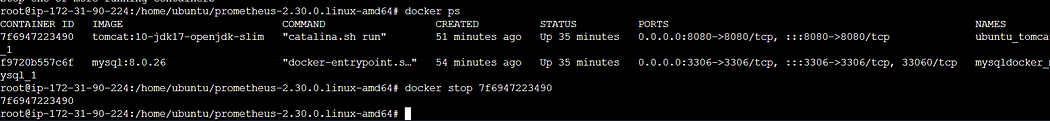 root@ip-172-31-90-224:/home/ubuntu/prometheus-2.30.0.linux-amd64# docker ps
CONTAINER ID   IMAGE                         COMMAND                  CREATED          STATUS          PORTS                                                  NAMES
7f6947223490   tomcat:10-jdk17-openjdk-slim   "catalina.sh run"        51 minutes ago   Up 35 minutes   0.0.0.0:8080->8080/tcp, :::8080->8080/tcp              ubuntu_tomca
_1
f9720b557c6f   mysql:8.0.26                  "docker-entrypoint.s…"   54 minutes ago   Up 35 minutes   0.0.0.0:3306->3306/tcp, :::3306->3306/tcp, 33060/tcp   mysqldocker_
ysql_1
root@ip-172-31-90-224:/home/ubuntu/prometheus-2.30.0.linux-amd64# docker stop 7f6947223490
7f6947223490
root@ip-172-31-90-224:/home/ubuntu/prometheus-2.30.0.linux-amd64#